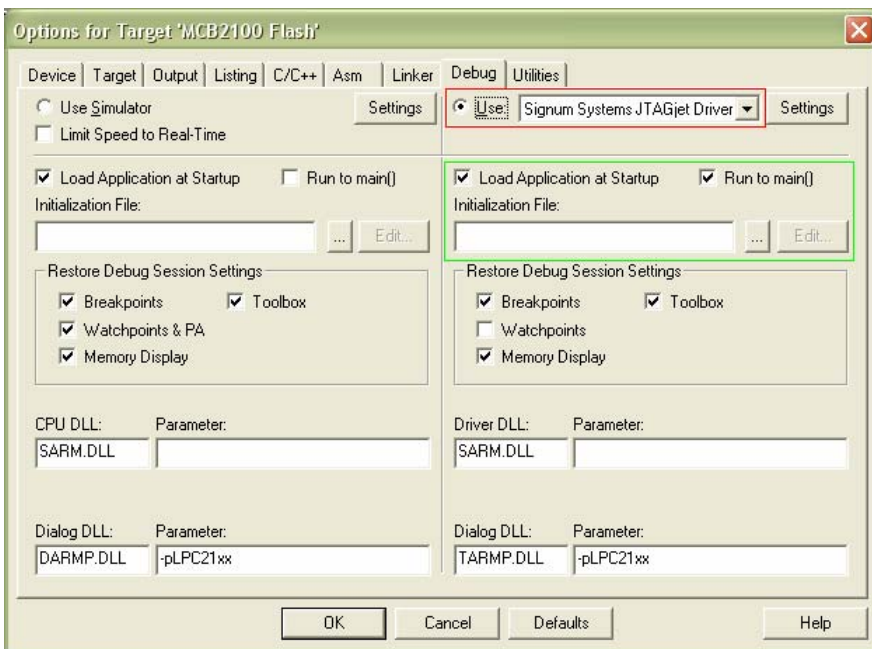 Options for Target 'MCB2100 Flash'
Device Target Output Listing C/C++ Asm Linker Debug Utilities
Use Simulator Settings
Limit Speed to Real-Time
Use: Signum Systems JTAGjet Driver Settings
Load Application at Startup Run to main()
Initialization File:
... Edit...
Load Application at Startup Run to main()
Initialization File:
... Edit...
Restore Debug Session Settings
Breakpoints Toolbox
Watchpoints & PA
Memory Display
Restore Debug Session Settings
Breakpoints Toolbox
Watchpoints
Memory Display
CPU DLL: Parameter:
SARM.DLL
Driver DLL: Parameter:
SARM.DLL
Dialog DLL: Parameter:
DARMP.DLL -pLPC21xx
Dialog DLL: Parameter:
TARMP.DLL -pLPC21xx
OK Cancel Defaults Help